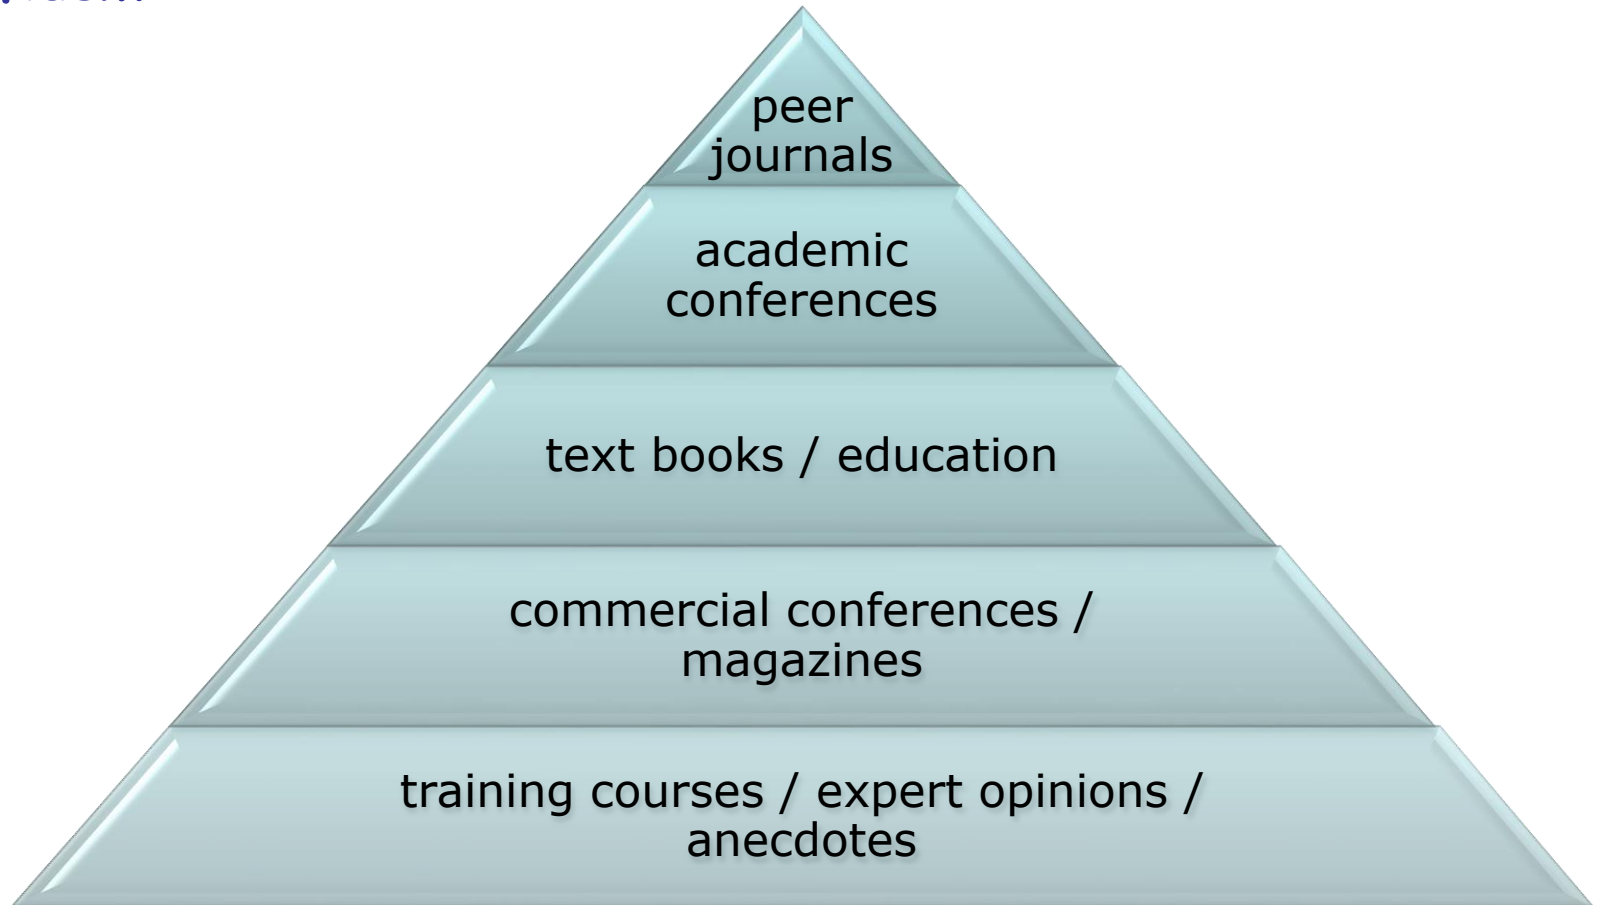 peer
journals
academic
conferences
text books / education
commercial conferences /
magazines
training courses / expert opinions /
anecdotes